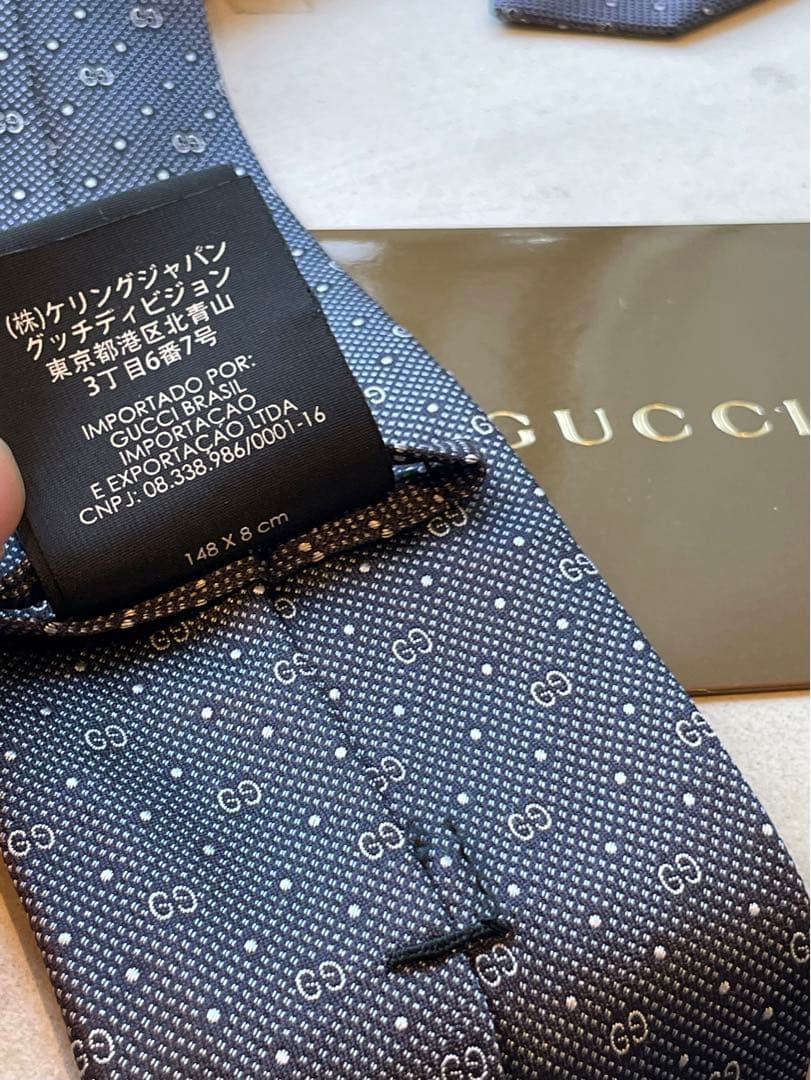 (株)ケリングジャパン
グッチディビジョン
東京都港区北青山
3丁目6番7号
IMPORTADO POR:
GUCCI BRASIL
IMPORTACAO
E EXPORTAÇAO LTDA
CNPJ: 08.338.986/0001-16
148 X 8 cm
GUCCI